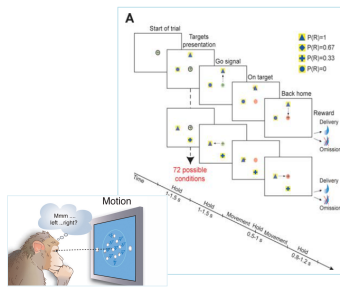 A
Start of trial
Targets
presentation
Go signal
On target
Back home
P(R)=1
P(R)=0.67
P(R)=0.33
P(R)=0
Reward
Delivery
Omission
72 possible
conditions
Delivery
Omission
Time
Hold
1-1.5 s
Hold
1-1.5 s
Movement
Hold
0.5-1 s
Movement
Hold
0.8-1.2 s
Motion
Mmm ....
left ..right?